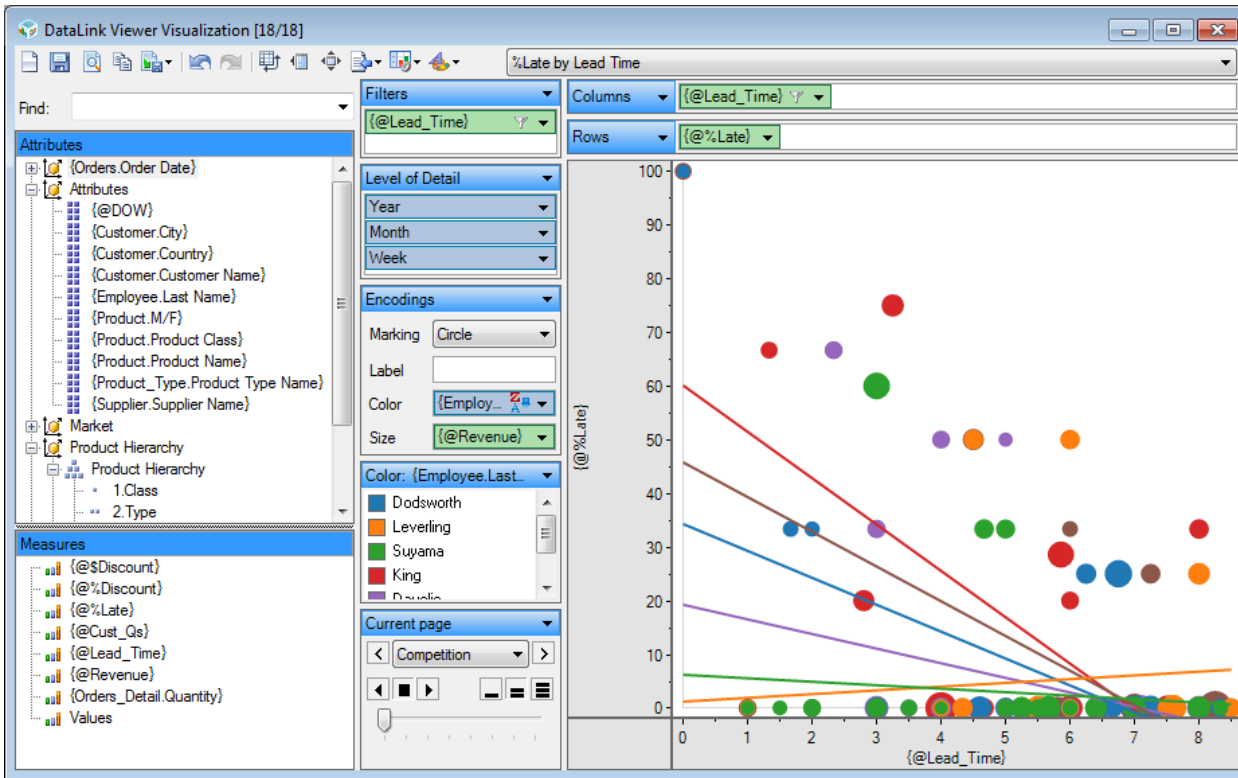 DataLink Viewer Visualization [18/18]
%Late by Lead Time
Find:
Attributes
{Orders.Order Date}
Attributes
{@DOW}
{Customer.City}
{Customer.Country}
{Customer.Customer Name}
{Employee.Last Name}
{Product.M/F}
{Product.Product Class}
{Product.Product Name}
{Product_Type.Product Type Name}
{Supplier.Supplier Name}
Market
Product Hierarchy
Product Hierarchy
1.Class
2.Type
Measures
{@$Discount}
{@%Discount}
{@%Late}
{@Cust_Qs}
{@Lead_Time}
{@Revenue}
{Orders_Detail.Quantity}
Values
Filters
{@Lead_Time}
Level of Detail
Year
Month
Week
Encodings
Marking Circle
Label
Color {Employ...
Size {@Revenue}
Color: {Employee.Last...
Dodsworth
Leverling
Suyama
King
Current page
Competition
Columns {@Lead_Time}
Rows {@%Late}
{@%Late}
100
90
80
70
60
50
40
30
20
10
0
0 1 2 3 4 5 6 7 8
{@Lead_Time}